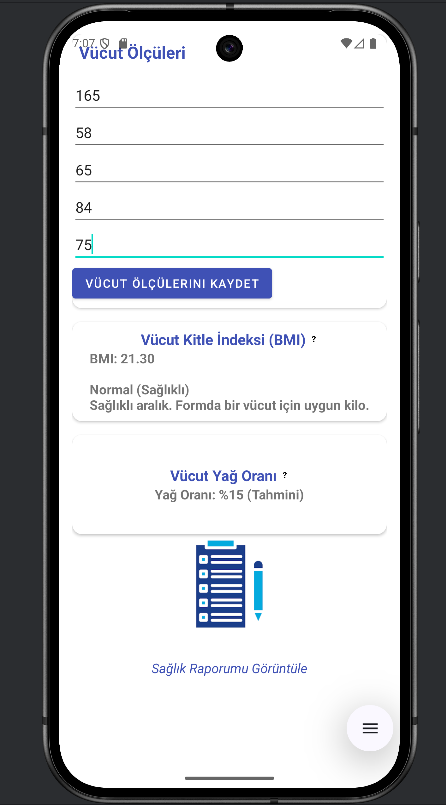 7:07
Vücut Ölçüleri
165
58
65
84
75
VÜCUT ÖLÇÜLERINI KAYDET
Vücut Kitle İndeksi (BMI) ?
BMI: 21.30
Normal (Sağlıklı)
Sağlıklı aralık. Formda bir vücut için uygun kilo.
Vücut Yağ Oranı ?
Yağ Oranı: %15 (Tahmini)
Sağlık Raporumu Görüntüle